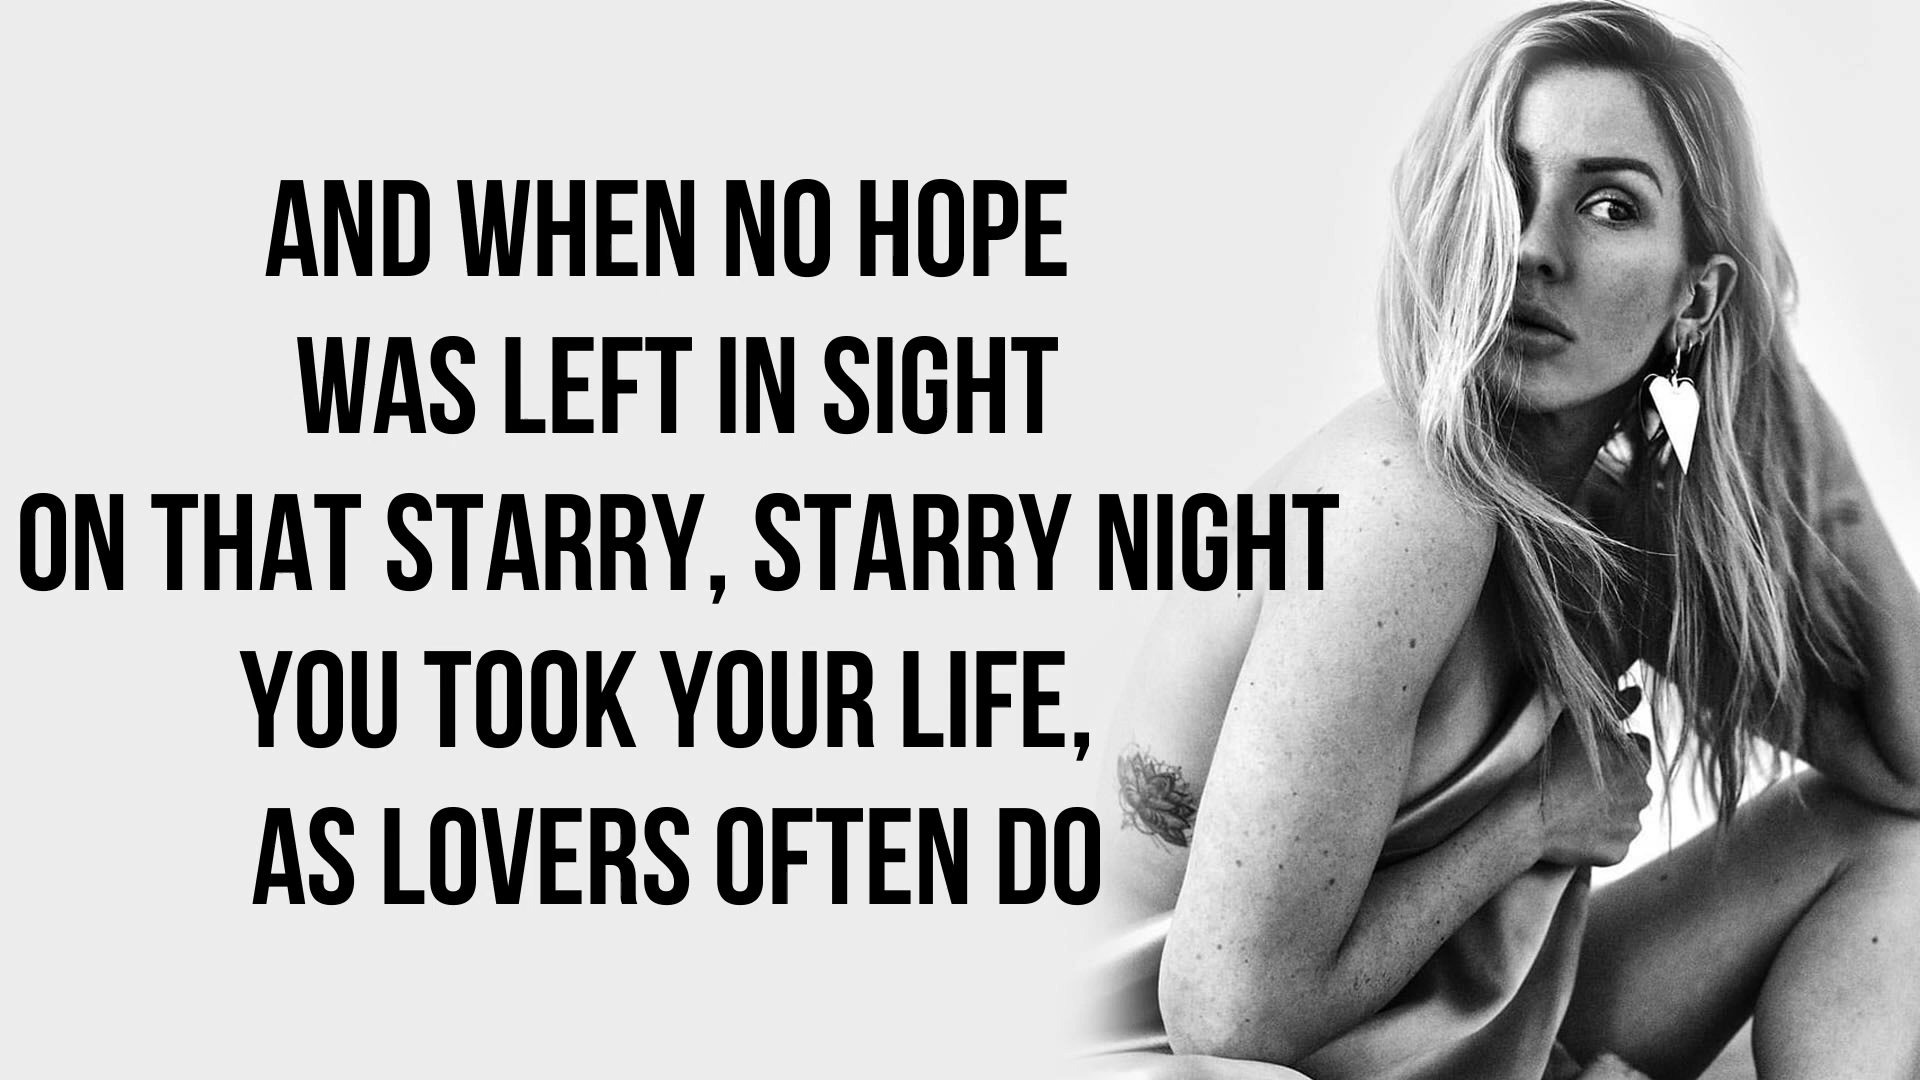 AND WHEN NO HOPE
WAS LEFT IN SIGHT
ON THAT STARRY, STARRY NIGHT
YOU TOOK YOUR LIFE,
AS LOVERS OFTEN DO